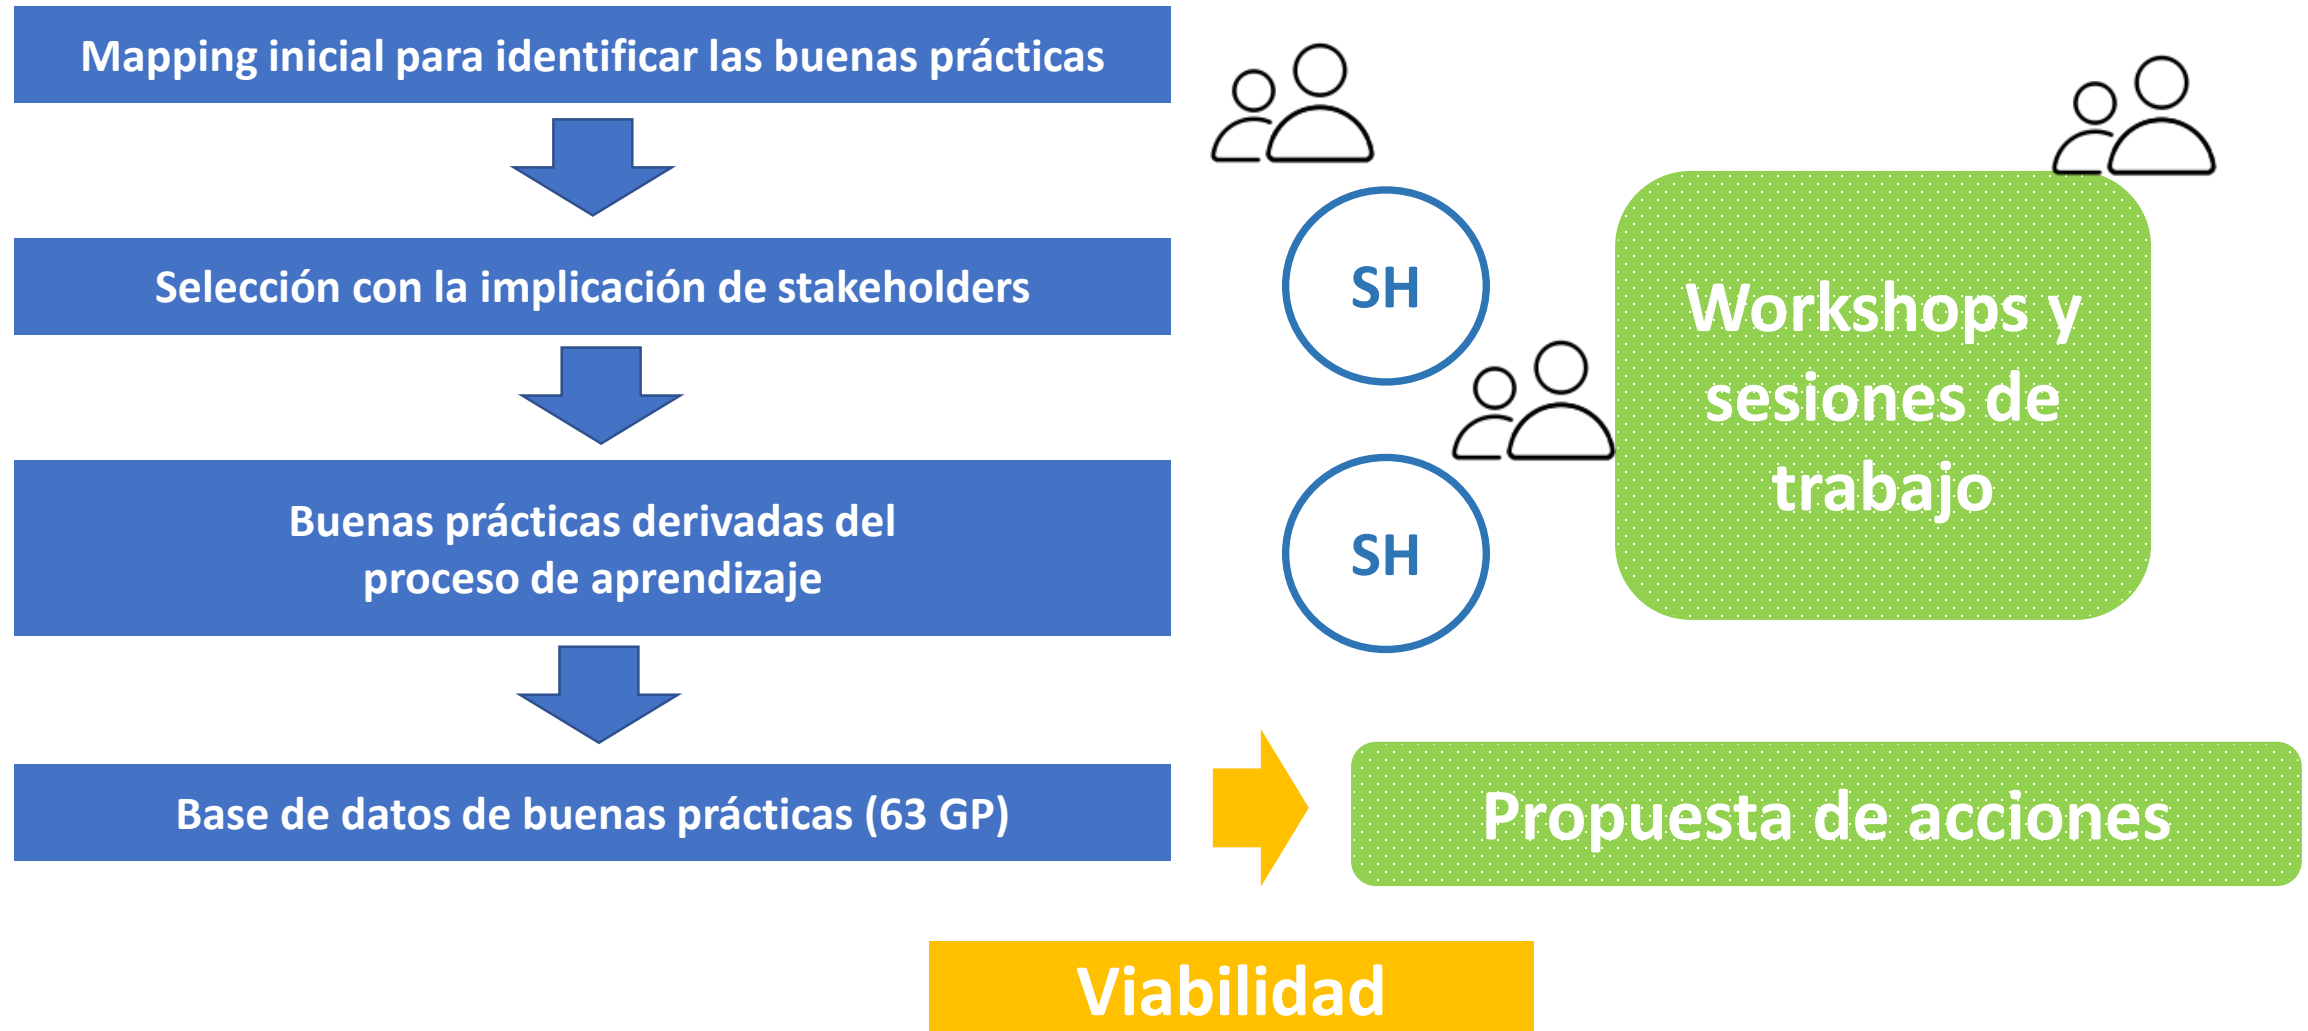 Mapping inicial para identificar las buenas prácticas
Selección con la implicación de stakeholders
Buenas prácticas derivadas del
proceso de aprendizaje
Base de datos de buenas prácticas (63 GP)
SH
SH
Workshops y
sesiones de
trabajo
Propuesta de acciones
Viabilidad